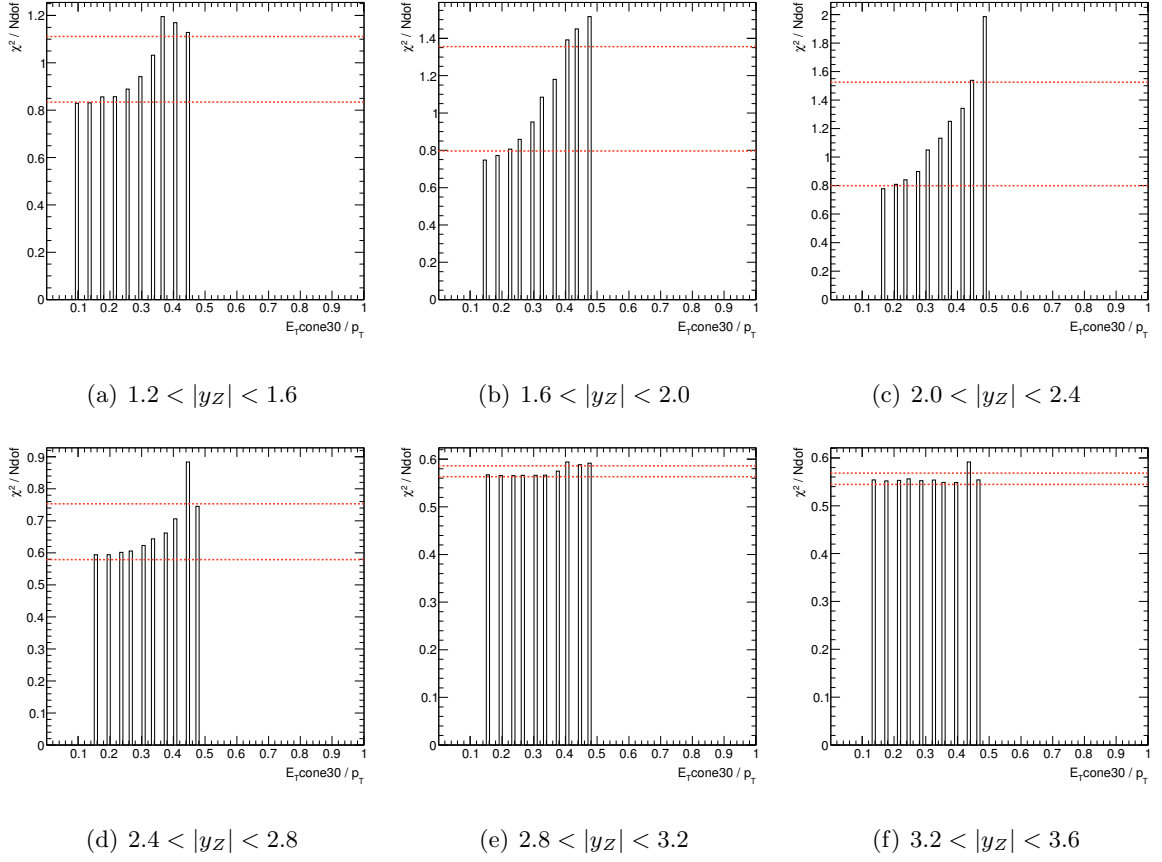 χ² / Ndof
1.2
1
0.8
0.6
0.4
0.2
0
0.1 0.2 0.3 0.4 0.5 0.6 0.7 0.8 0.9 1
E_Tcone30 / p_T
(a) 1.2 < |y_Z| < 1.6
χ² / Ndof
1.4
1.2
1
0.8
0.6
0.4
0.2
0
0.1 0.2 0.3 0.4 0.5 0.6 0.7 0.8 0.9 1
E_Tcone30 / p_T
(b) 1.6 < |y_Z| < 2.0
χ² / Ndof
2
1.8
1.6
1.4
1.2
1
0.8
0.6
0.4
0.2
0
0.1 0.2 0.3 0.4 0.5 0.6 0.7 0.8 0.9 1
E_Tcone30 / p_T
(c) 2.0 < |y_Z| < 2.4
χ² / Ndof
0.9
0.8
0.7
0.6
0.5
0.4
0.3
0.2
0.1
0
0.1 0.2 0.3 0.4 0.5 0.6 0.7 0.8 0.9 1
E_Tcone30 / p_T
(d) 2.4 < |y_Z| < 2.8
χ² / Ndof
0.6
0.5
0.4
0.3
0.2
0.1
0
0.1 0.2 0.3 0.4 0.5 0.6 0.7 0.8 0.9 1
E_Tcone30 / p_T
(e) 2.8 < |y_Z| < 3.2
χ² / Ndof
0.6
0.5
0.4
0.3
0.2
0.1
0
0.1 0.2 0.3 0.4 0.5 0.6 0.7 0.8 0.9 1
E_Tcone30 / p_T
(f) 3.2 < |y_Z| < 3.6